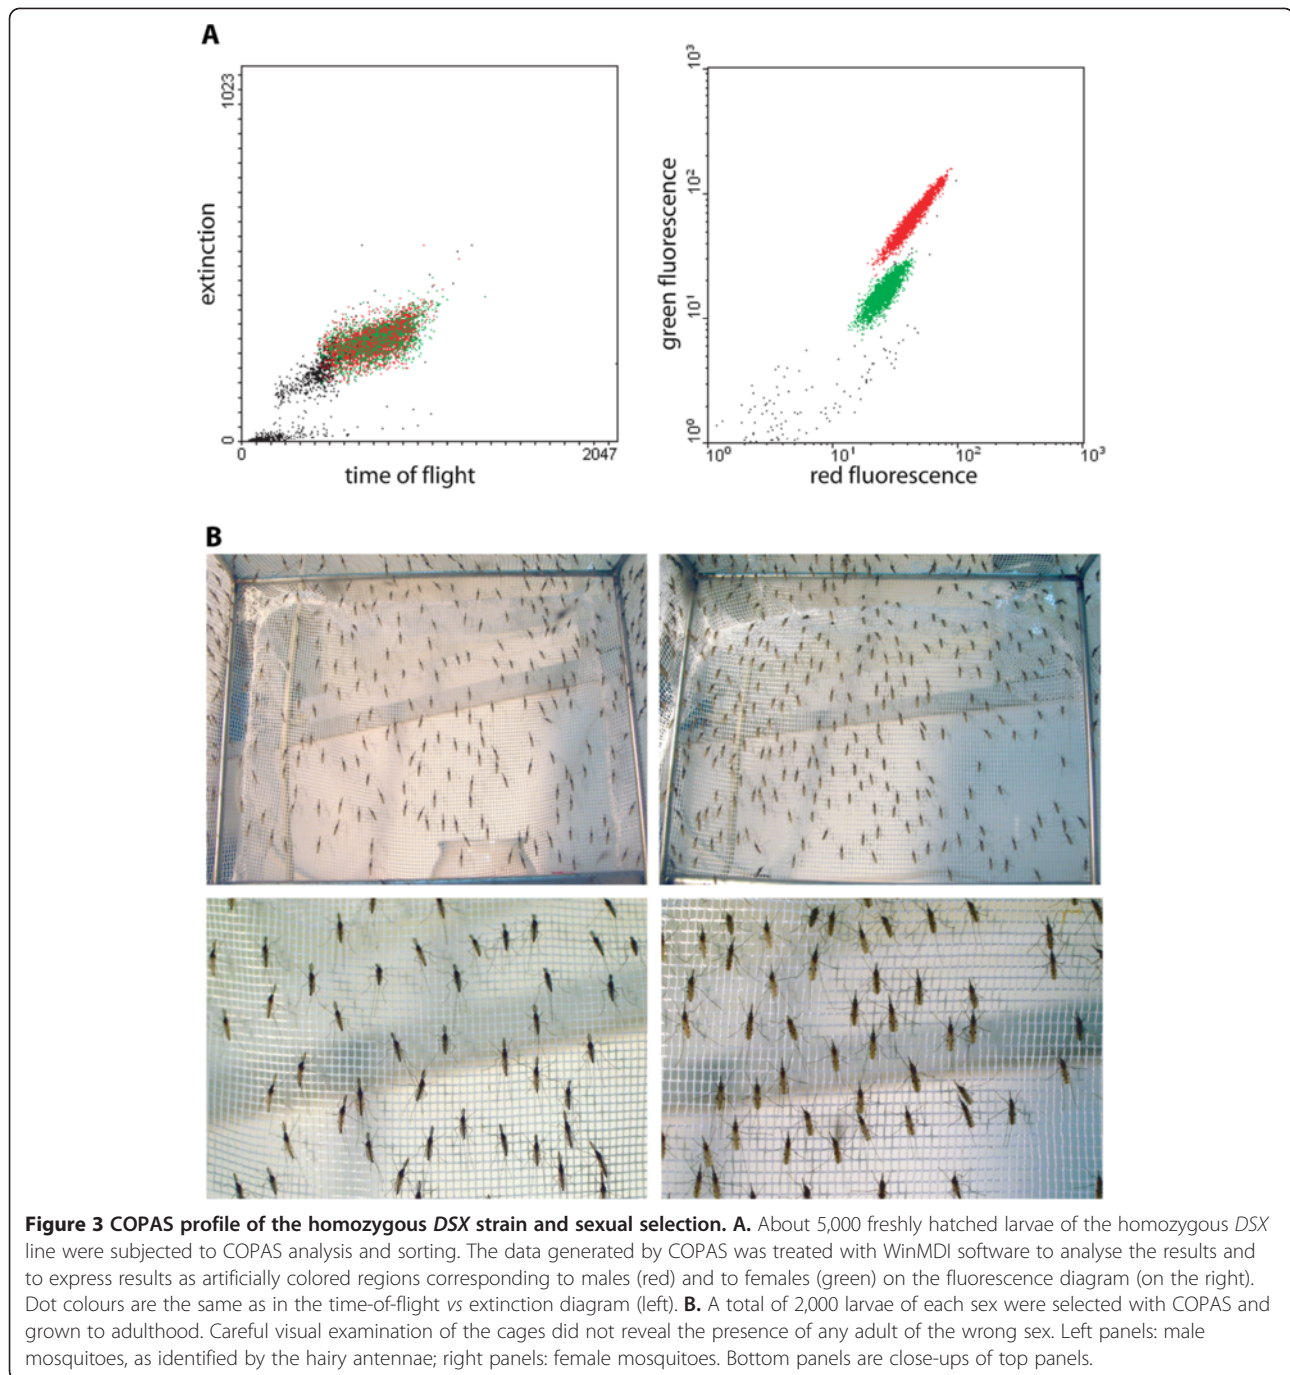 A
1023
extinction
0
0
2047
time of flight
10³
10²
10¹
10⁰
green fluorescence
10⁰
10¹
10²
10³
red fluorescence
B
Figure 3 COPAS profile of the homozygous DSX strain and sexual selection. A. About 5,000 freshly hatched larvae of the homozygous DSX
line were subjected to COPAS analysis and sorting. The data generated by COPAS was treated with WinMDI software to analyse the results and
to express results as artificially colored regions corresponding to males (red) and to females (green) on the fluorescence diagram (on the right).
Dot colours are the same as in the time-of-flight vs extinction diagram (left). B. A total of 2,000 larvae of each sex were selected with COPAS and
grown to adulthood. Careful visual examination of the cages did not reveal the presence of any adult of the wrong sex. Left panels: male
mosquitoes, as identified by the hairy antennae; right panels: female mosquitoes. Bottom panels are close-ups of top panels.